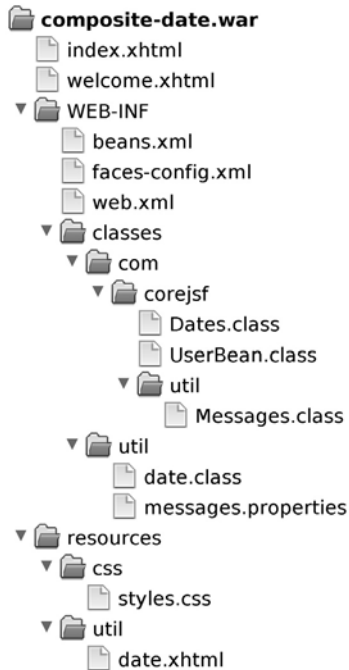 composite-date.war
index.xhtml
welcome.xhtml
WEB-INF
beans.xml
faces-config.xml
web.xml
classes
com
corejsf
Dates.class
UserBean.class
util
Messages.class
util
date.class
messages.properties
resources
css
styles.css
util
date.xhtml